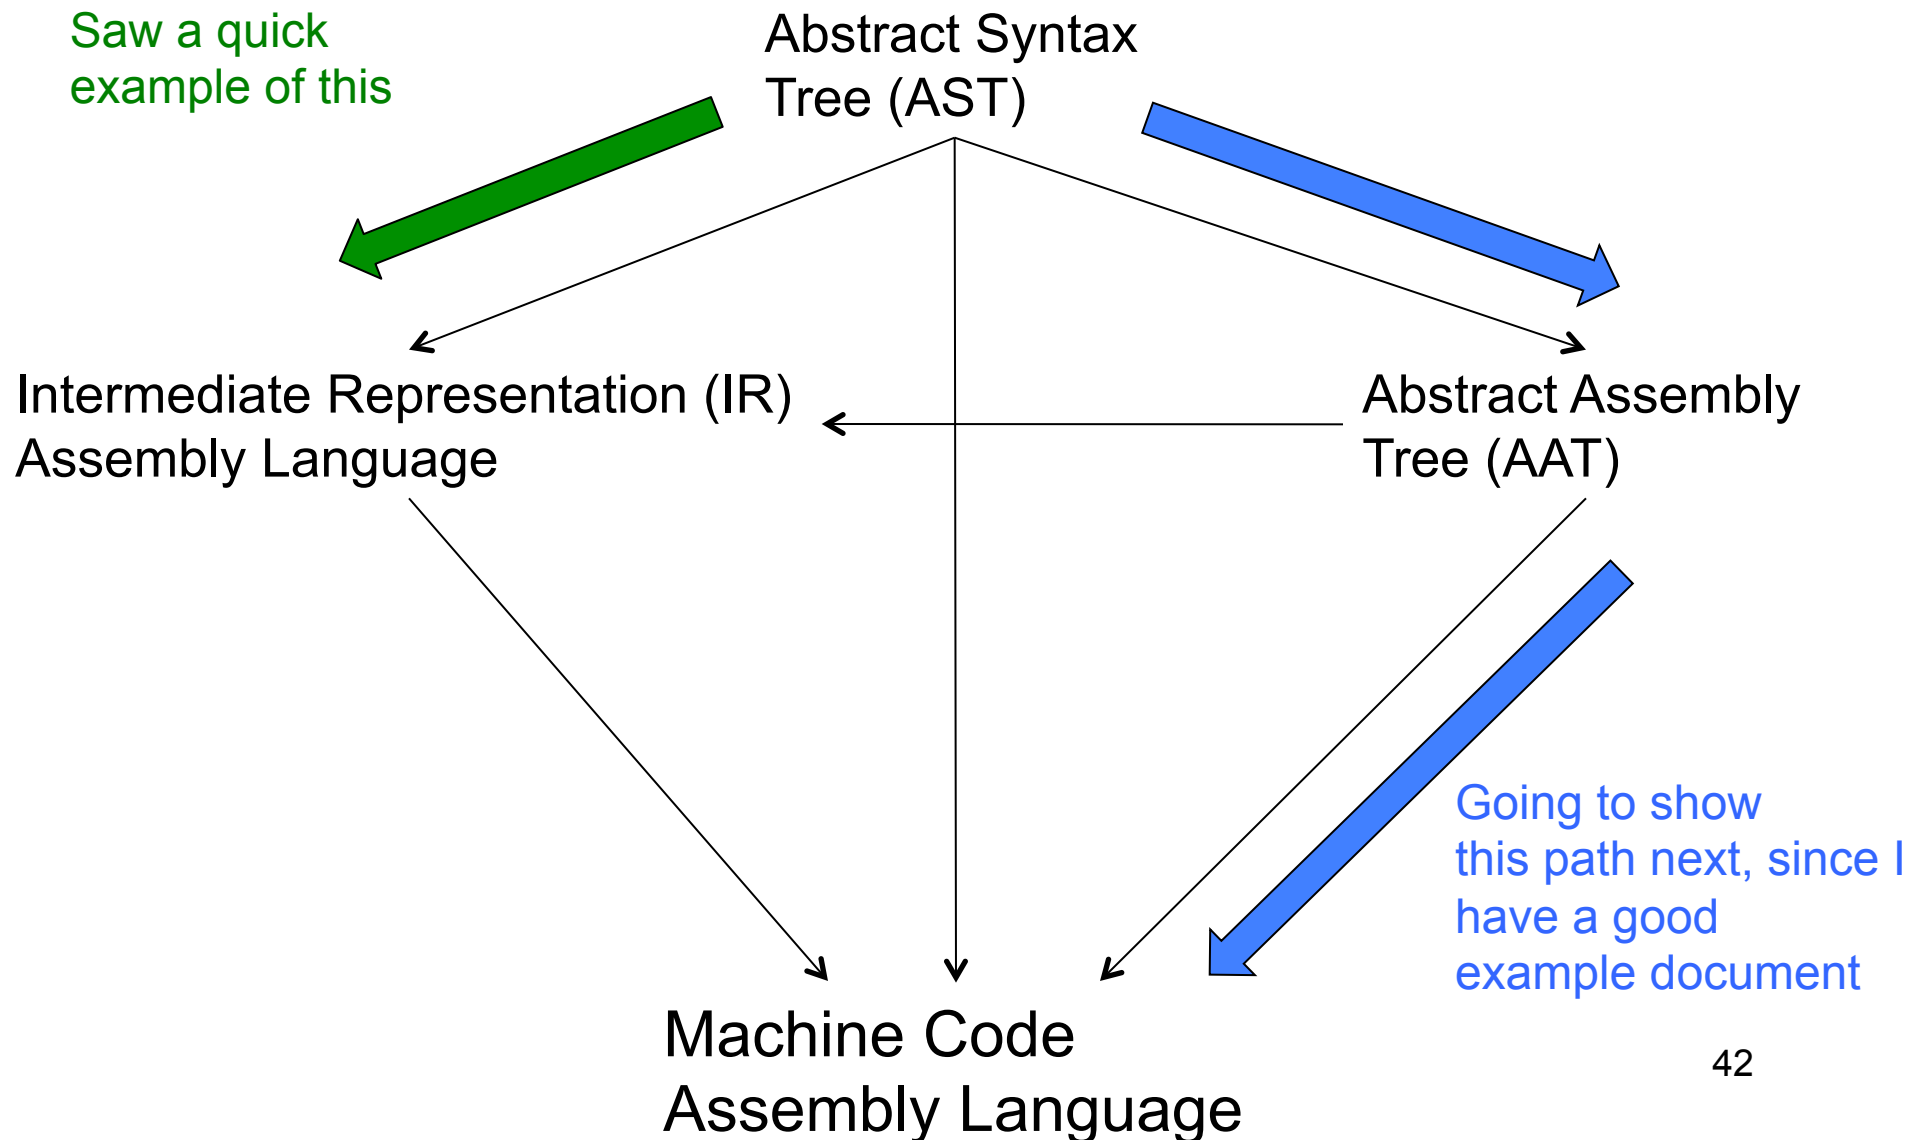 Saw a quick
example of this
Abstract Syntax
Tree (AST)
Intermediate Representation (IR)
Assembly Language
Abstract Assembly
Tree (AAT)
Going to show
this path next, since I
have a good
example document
Machine Code
Assembly Language
42